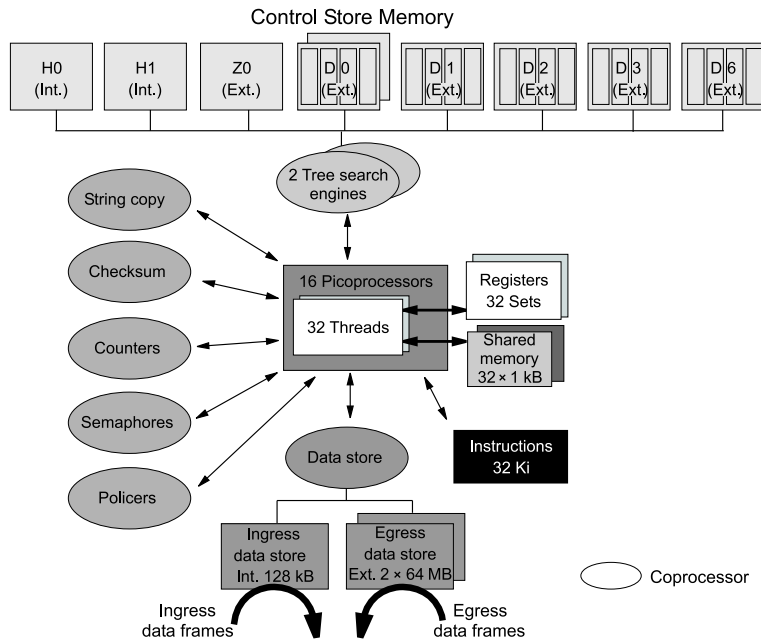 Control Store Memory
H0
(Int.)
H1
(Int.)
Z0
(Ext.)
D 0
(Ext.)
D 1
(Ext.)
D 2
(Ext.)
D 3
(Ext.)
D 6
(Ext.)
2 Tree search
engines
String copy
Checksum
Counters
Semaphores
Policers
16 Picoprocessors
32 Threads
Registers
32 Sets
Shared
memory
32 × 1 kB
Instructions
32 Ki
Data store
Ingress
data store
Int. 128 kB
Egress
data store
Ext. 2 × 64 MB
Ingress
data frames
Egress
data frames
Coprocessor